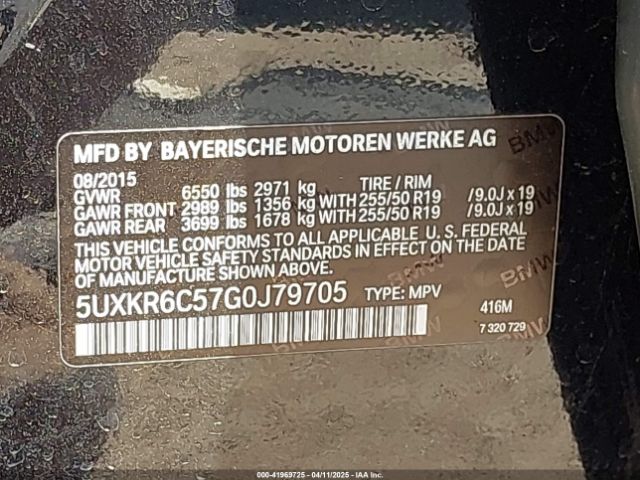 MFD BY BAYERISCHE MOTOREN WERKE AG
08/2015
GVWR 6550 lbs 2971 kg TIRE / RIM
GAWR FRONT 2989 lbs 1356 kg WITH 255/50 R19 /9.0J x 19
GAWR REAR 3699 lbs 1678 kg WITH 255/50 R19 /9.0J x 19
THIS VEHICLE CONFORMS TO ALL APPLICABLE U. S. FEDERAL
MOTOR VEHICLE SAFETY STANDARDS IN EFFECT ON THE DATE
OF MANUFACTURE SHOWN ABOVE.
5UXKR6C57G0J79705 TYPE: MPV 416M
7 320 729
BMW
BMW
BMW
000-41969725 - 04/11/2025 - IAA Inc.